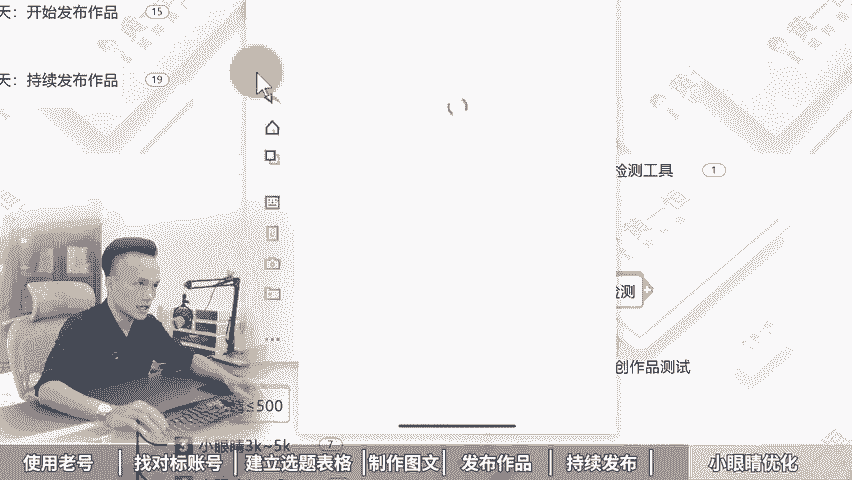 天：开始发布作品 15
天：持续发布作品 19
检测工具 1
检测
创作品测试
≤500
3 小眼睛3k~5k 7
使用老号 | 找对标账号 | 建立选题表格 | 制作图文 | 发布作品 | 持续发布 | 小眼睛优化